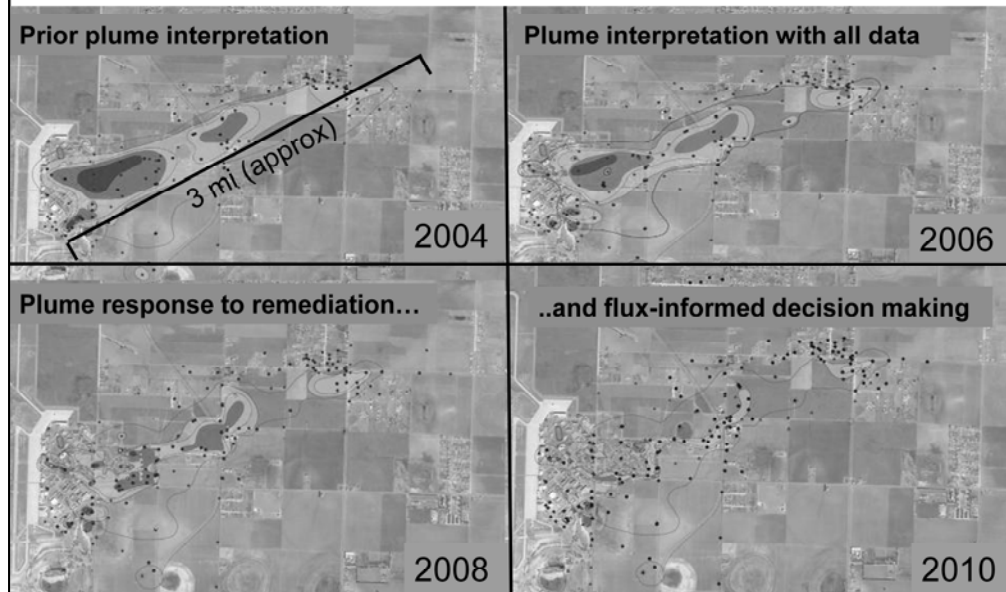 Prior plume interpretation
3 mi (approx)
2004
Plume interpretation with all data
2006
Plume response to remediation...
2008
..and flux-informed decision making
2010